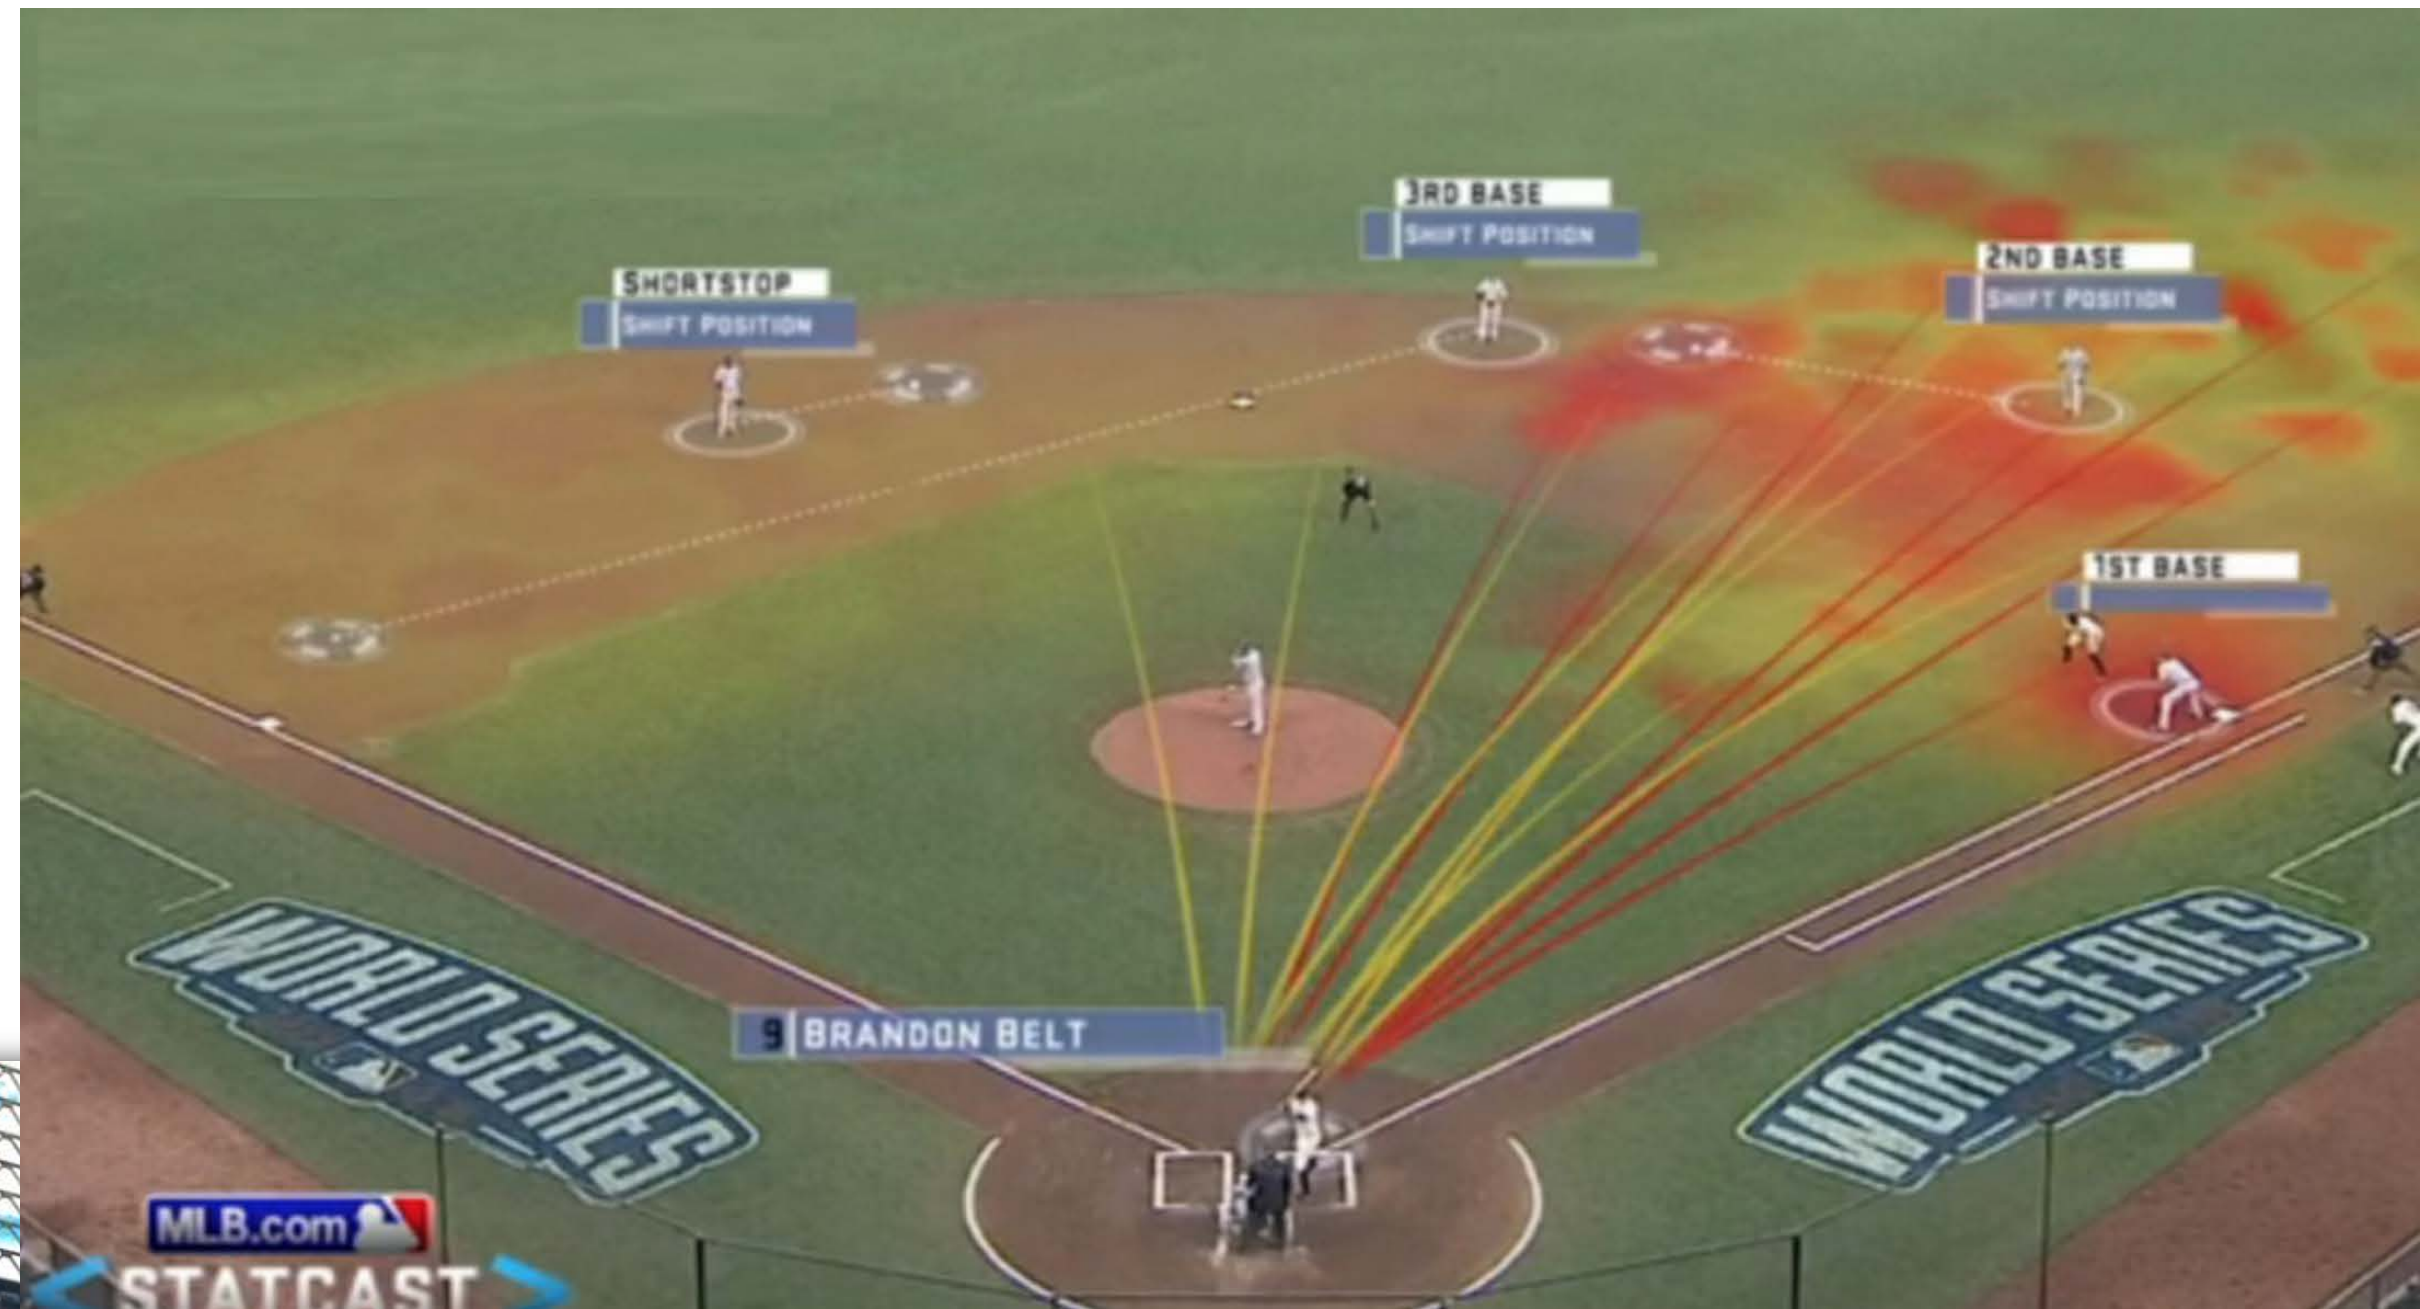 3RD BASE
SHIFT POSITION
2ND BASE
SHIFT POSITION
SHORTSTOP
SHIFT POSITION
1ST BASE
9 BRANDON BELT
WORLD SERIES
WORLD SERIES
MLB.com
STATCAST